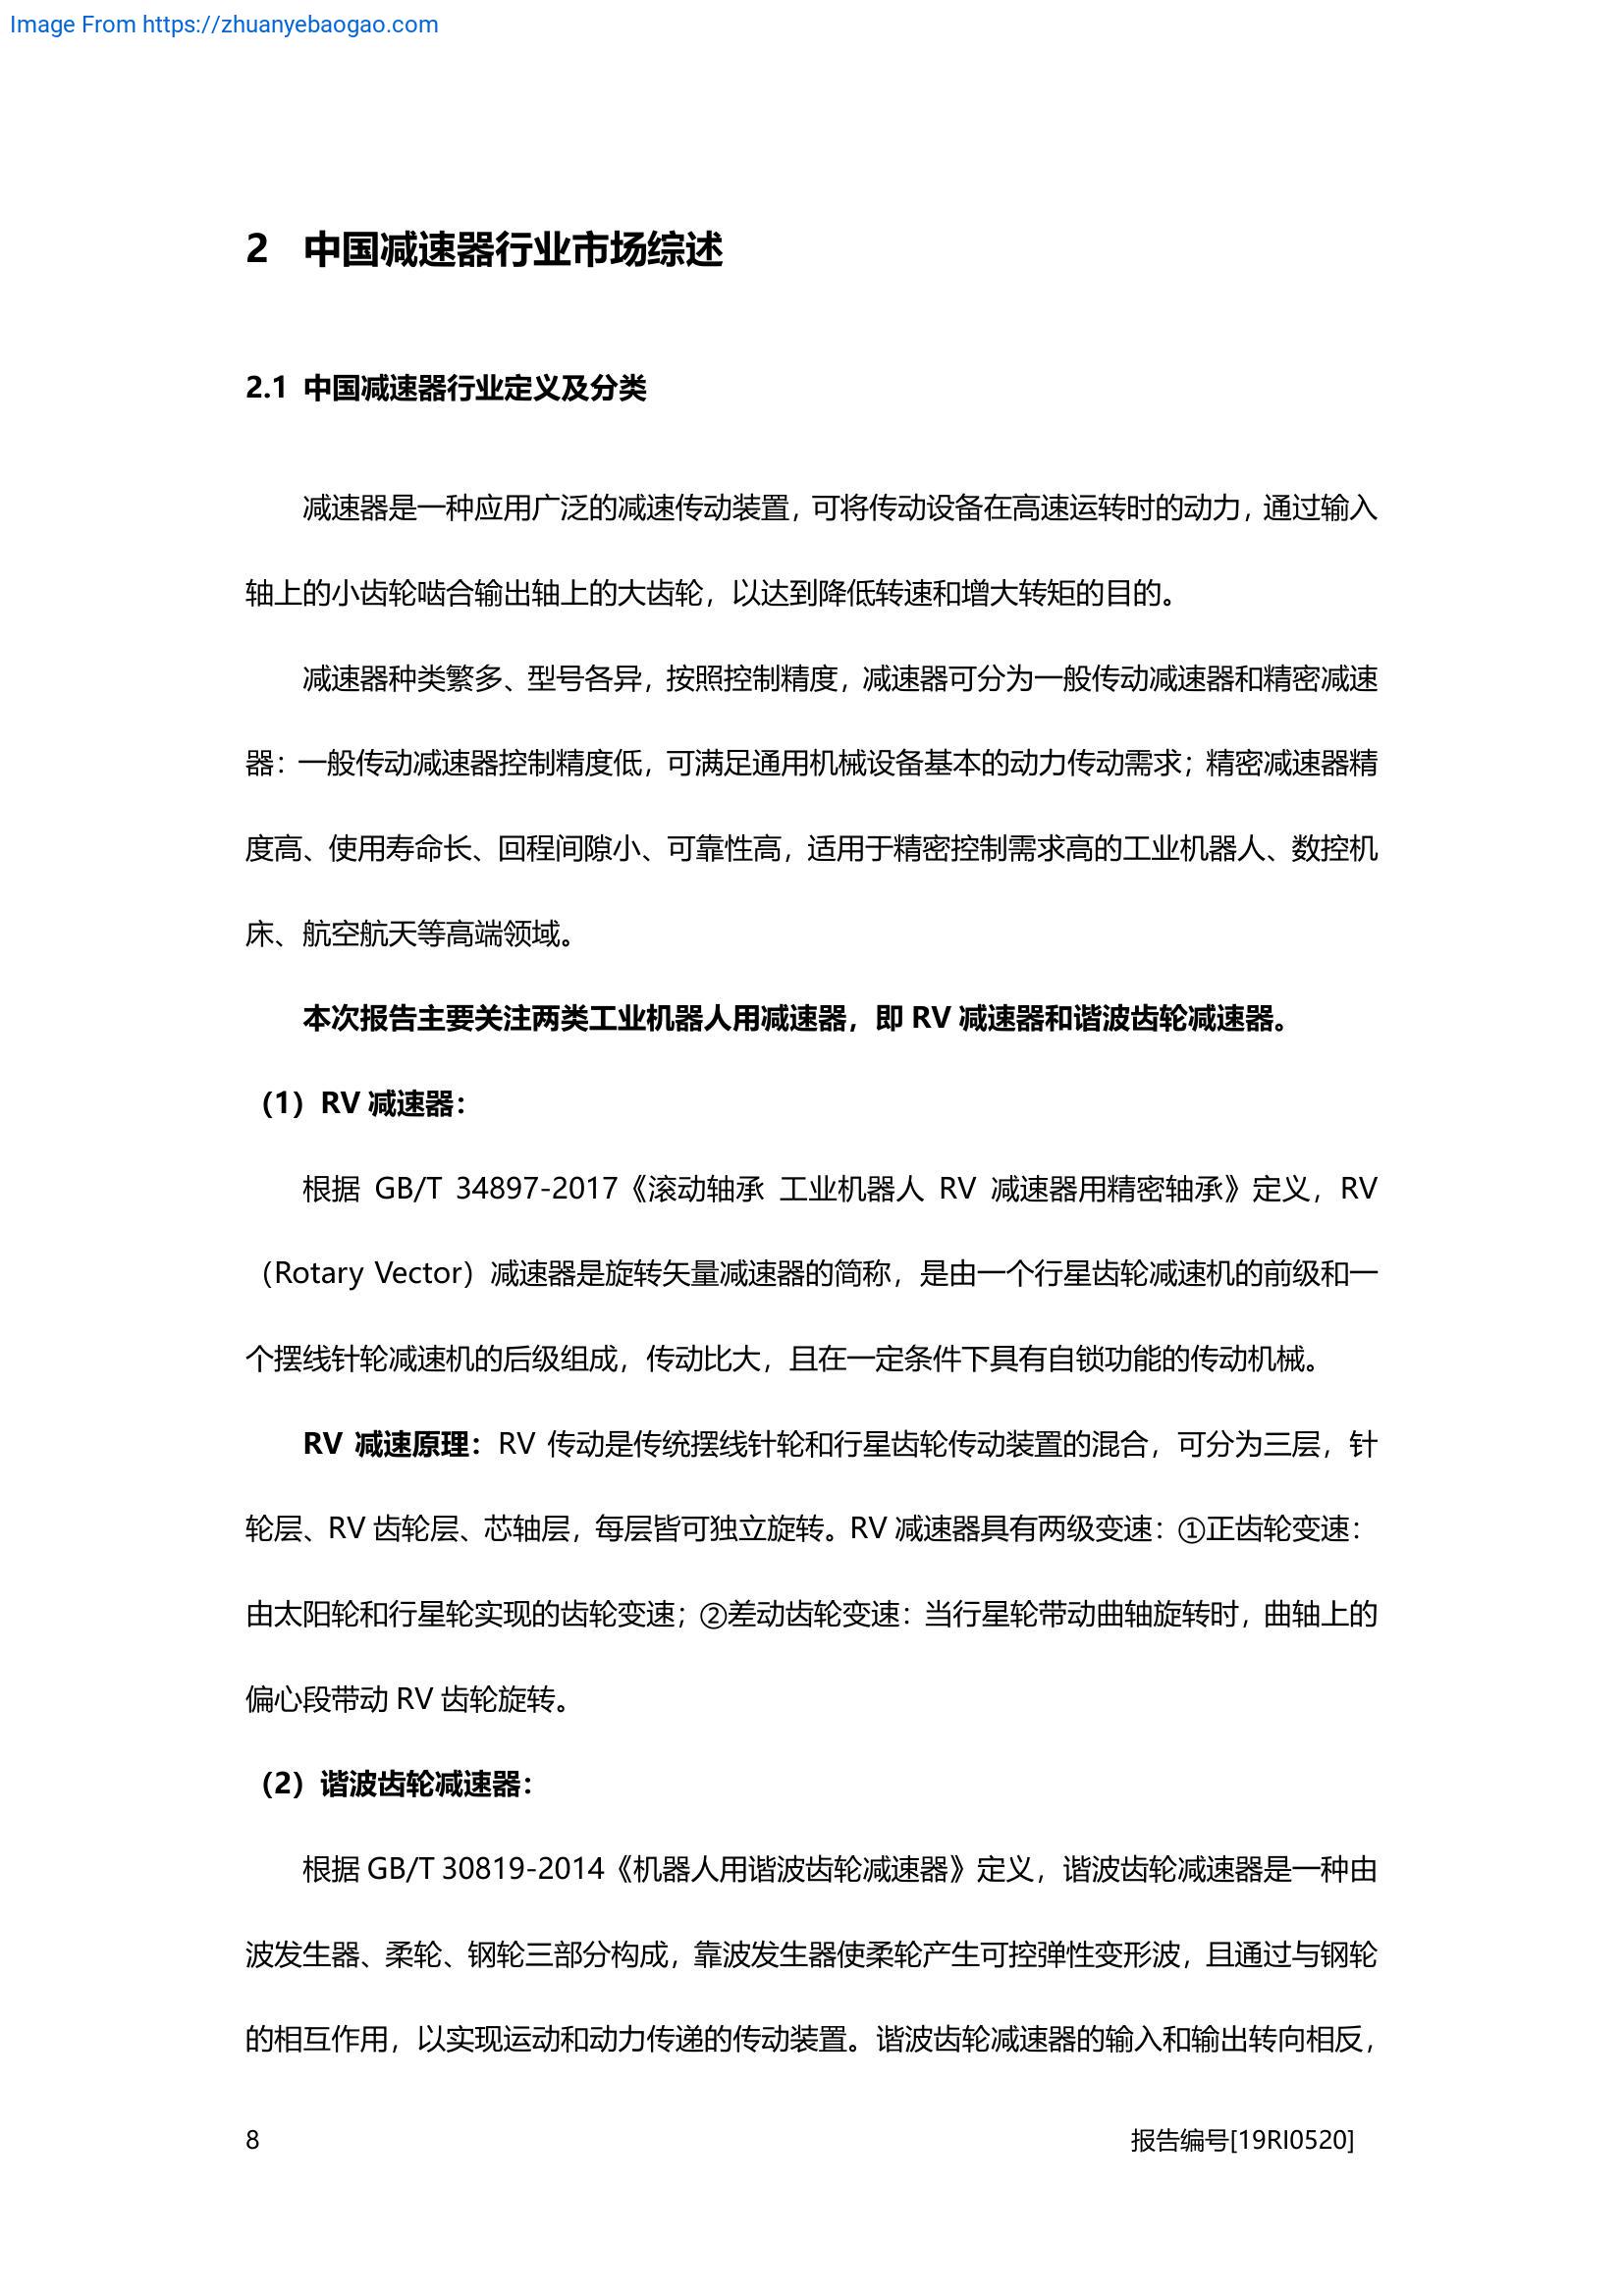 Image From https://zhuanyebaogao.com
2 中国减速器行业市场综述
2.1 中国减速器行业定义及分类
减速器是一种应用广泛的减速传动装置，可将传动设备在高速运转时的动力，通过输入
轴上的小齿轮啮合输出轴上的大齿轮，以达到降低转速和增大转矩的目的。
减速器种类繁多、型号各异，按照控制精度，减速器可分为一般传动减速器和精密减速
器：一般传动减速器控制精度低，可满足通用机械设备基本的动力传动需求；精密减速器精
度高、使用寿命长、回程间隙小、可靠性高，适用于精密控制需求高的工业机器人、数控机
床、航空航天等高端领域。
本次报告主要关注两类工业机器人用减速器，即 RV 减速器和谐波齿轮减速器。
（1）RV 减速器：
根据 GB/T 34897-2017《滚动轴承 工业机器人 RV 减速器用精密轴承》定义，RV
（Rotary Vector）减速器是旋转矢量减速器的简称，是由一个行星齿轮减速机的前级和一
个摆线针轮减速机的后级组成，传动比大，且在一定条件下具有自锁功能的传动机械。
RV 减速原理：RV 传动是传统摆线针轮和行星齿轮传动装置的混合，可分为三层，针
轮层、RV 齿轮层、芯轴层，每层皆可独立旋转。RV 减速器具有两级变速：①正齿轮变速：
由太阳轮和行星轮实现的齿轮变速；②差动齿轮变速：当行星轮带动曲轴旋转时，曲轴上的
偏心段带动 RV 齿轮旋转。
（2）谐波齿轮减速器：
根据 GB/T 30819-2014《机器人用谐波齿轮减速器》定义，谐波齿轮减速器是一种由
波发生器、柔轮、钢轮三部分构成，靠波发生器使柔轮产生可控弹性变形波，且通过与钢轮
的相互作用，以实现运动和动力传递的传动装置。谐波齿轮减速器的输入和输出转向相反，
8 报告编号[19RI0520]